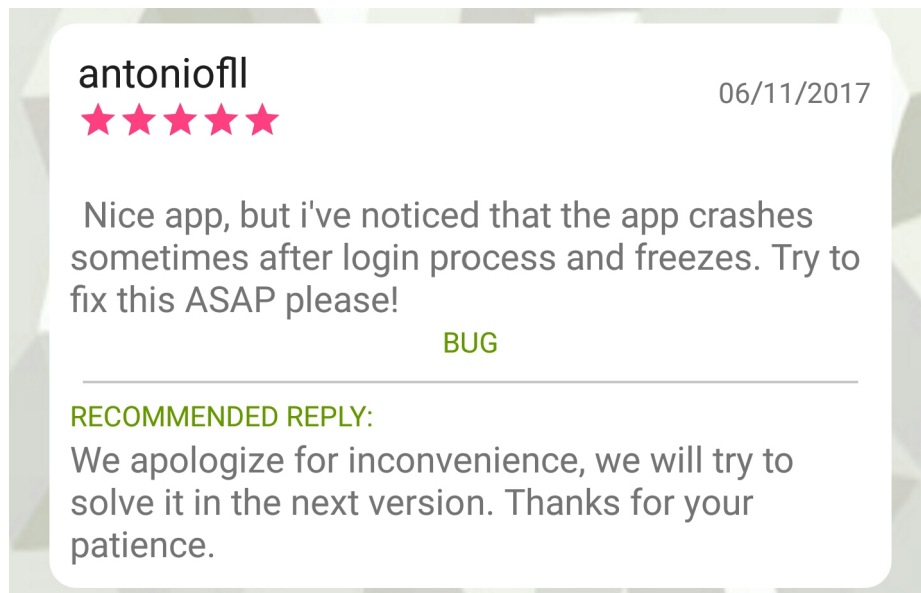 antoniofll
06/11/2017
Nice app, but i've noticed that the app crashes
sometimes after login process and freezes. Try to
fix this ASAP please!
BUG
RECOMMENDED REPLY:
We apologize for inconvenience, we will try to
solve it in the next version. Thanks for your
patience.